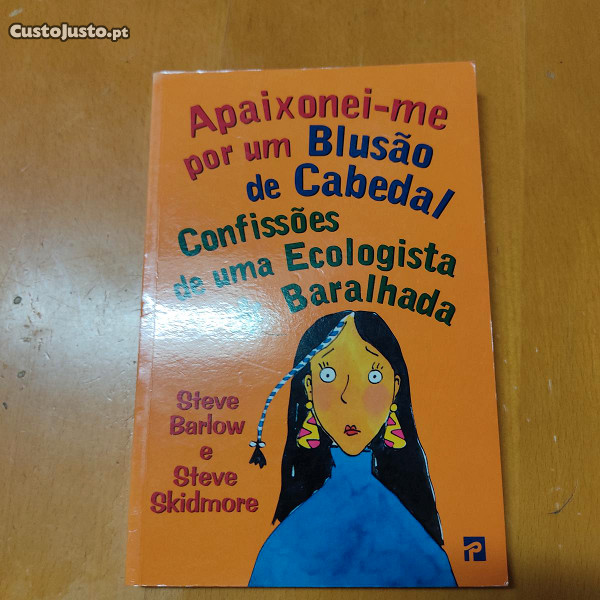 CustoJusto.pt
Apaixonei-me
por um Blusão
de Cabedal
Confissões
de uma Ecologista
Baralhada
Steve
Barlow
e
Steve
Skidmore
P